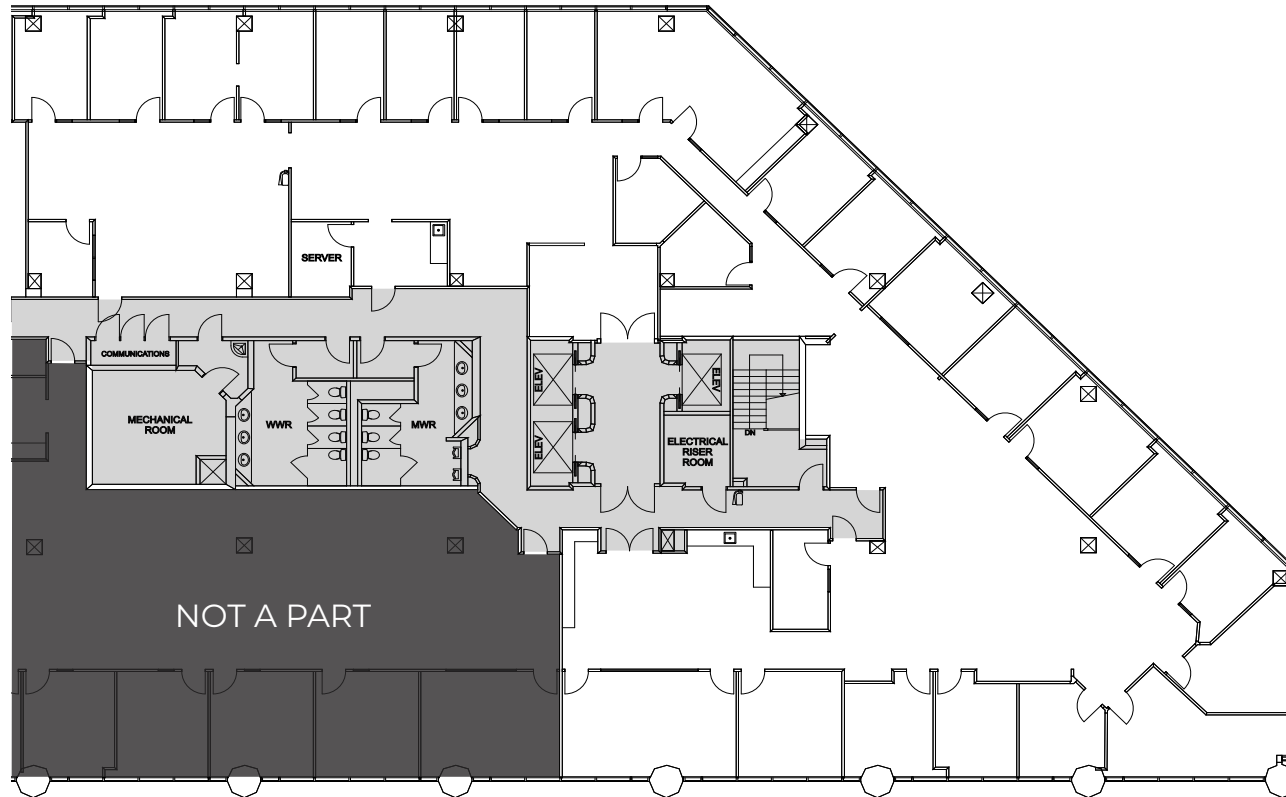 SERVER
COMMUNICATIONS
ELEV
ELEV
MECHANICAL
ROOM
WWR
MWR
ELEV
ELECTRICAL
RISER
ROOM
DN
NOT A PART